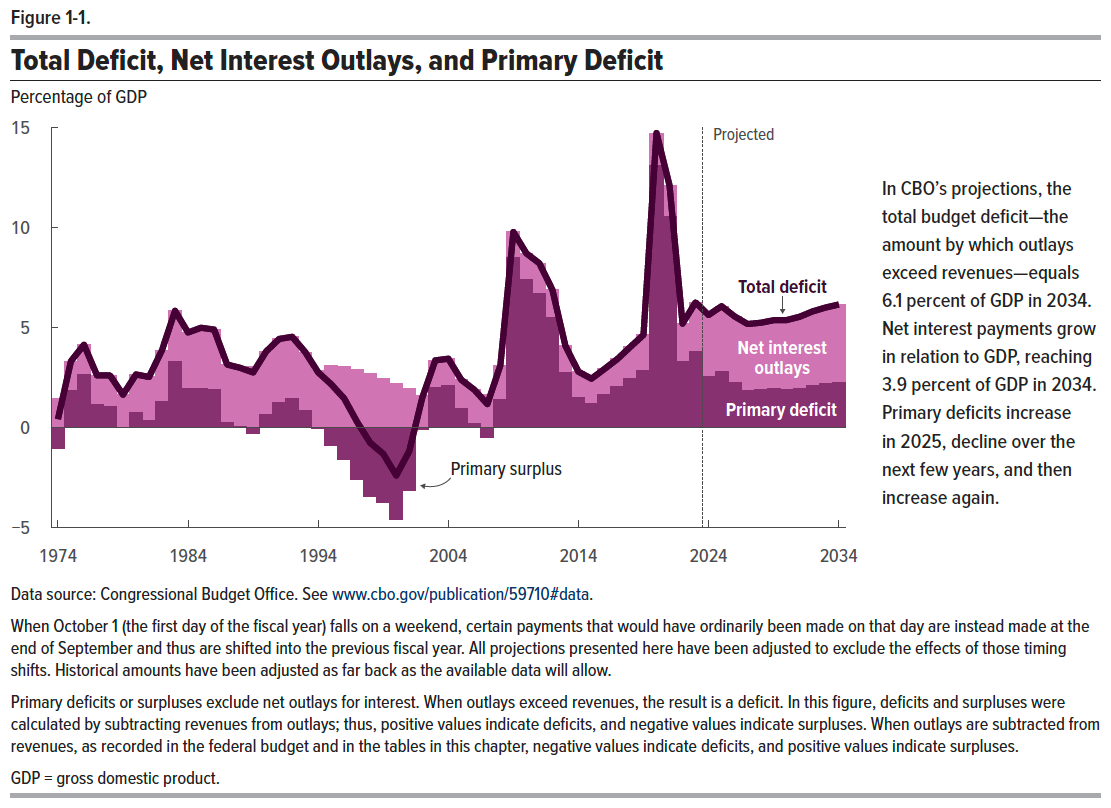 Figure 1-1.
Total Deficit, Net Interest Outlays, and Primary Deficit
Percentage of GDP
15
10
5
0
−5
Projected
Total deficit
Net interest
outlays
Primary deficit
Primary surplus
1974
1984
1994
2004
2014
2024
2034
In CBO’s projections, the
total budget deficit—the
amount by which outlays
exceed revenues—equals
6.1 percent of GDP in 2034.
Net interest payments grow
in relation to GDP, reaching
3.9 percent of GDP in 2034.
Primary deficits increase
in 2025, decline over the
next few years, and then
increase again.
Data source: Congressional Budget Office. See www.cbo.gov/publication/59710#data.
When October 1 (the first day of the fiscal year) falls on a weekend, certain payments that would have ordinarily been made on that day are instead made at the
end of September and thus are shifted into the previous fiscal year. All projections presented here have been adjusted to exclude the effects of those timing
shifts. Historical amounts have been adjusted as far back as the available data will allow.
Primary deficits or surpluses exclude net outlays for interest. When outlays exceed revenues, the result is a deficit. In this figure, deficits and surpluses were
calculated by subtracting revenues from outlays; thus, positive values indicate deficits, and negative values indicate surpluses. When outlays are subtracted from
revenues, as recorded in the federal budget and in the tables in this chapter, negative values indicate deficits, and positive values indicate surpluses.
GDP = gross domestic product.